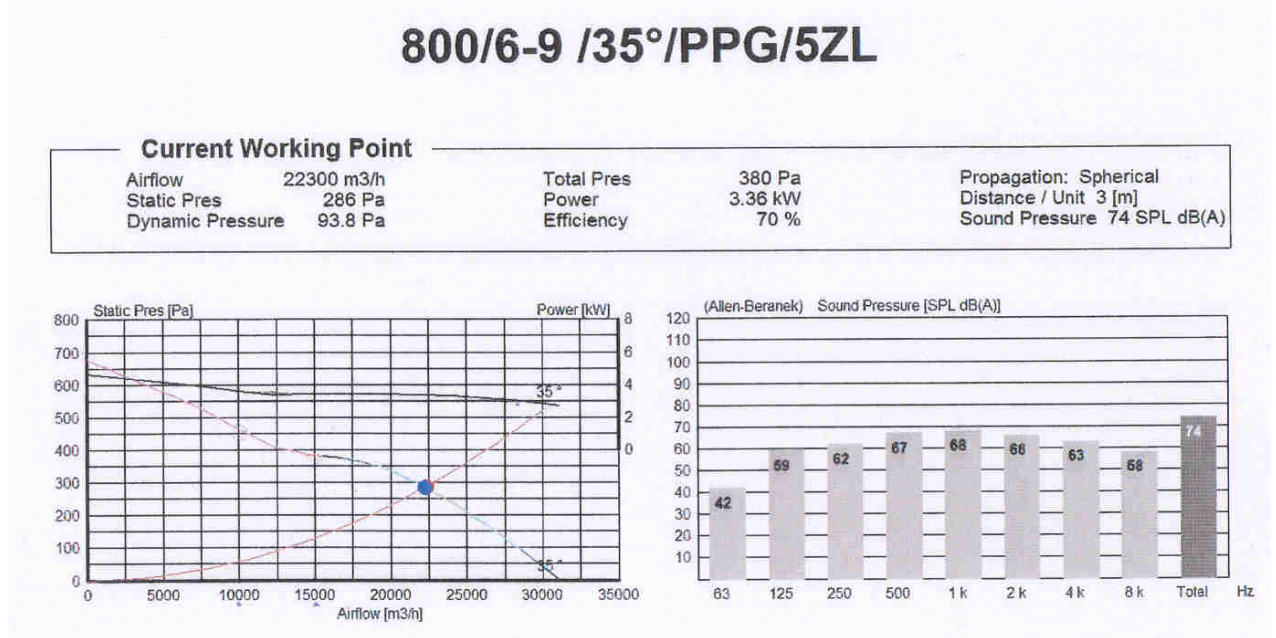 800/6-9 /35°/PPG/5ZL
Current Working Point
Airflow 22300 m3/h Total Pres 380 Pa Propagation: Spherical
Static Pres 286 Pa Power 3.36 kW Distance / Unit 3 [m]
Dynamic Pressure 93.8 Pa Efficiency 70 % Sound Pressure 74 SPL dB(A)
Static Pres [Pa] Power [kW]
800 8
700 6
600 4
35°
500 2
400 0
300
200
100
35°
0
0 5000 10000 15000 20000 25000 30000 35000
Airflow [m3/h]
(Allen-Beranek) Sound Pressure [SPL dB(A)]
120
110
100
90
80
70
60
50
40
30
20
10
42 59 62 67 68 66 63 58 74
63 125 250 500 1 k 2 k 4 k 8 k Total Hz